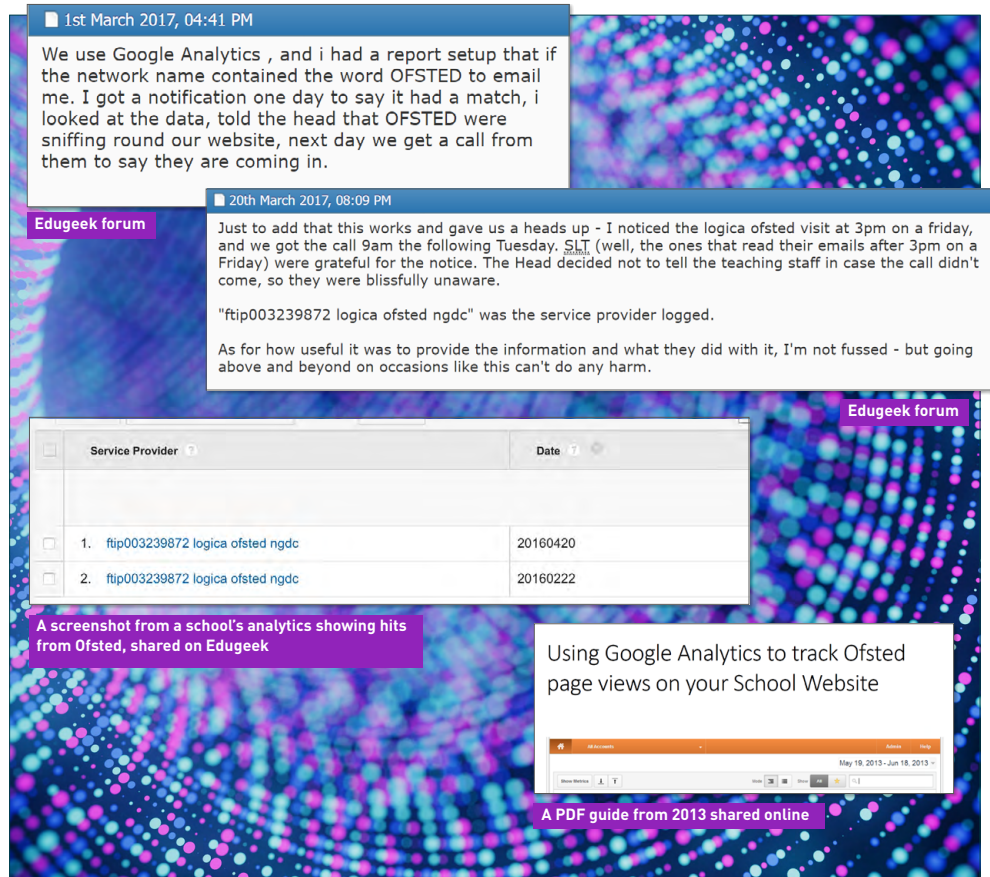 1st March 2017, 04:41 PM
We use Google Analytics , and i had a report setup that if
the network name contained the word OFSTED to email
me. I got a notification one day to say it had a match, i
looked at the data, told the head that OFSTED were
sniffing round our website, next day we get a call from
them to say they are coming in.
Edugeek forum
20th March 2017, 08:09 PM
Just to add that this works and gave us a heads up - I noticed the logica ofsted visit at 3pm on a friday,
and we got the call 9am the following Tuesday. SLT (well, the ones that read their emails after 3pm on a
Friday) were grateful for the notice. The Head decided not to tell the teaching staff in case the call didn't
come, so they were blissfully unaware.
"ftip003239872 logica ofsted ngdc" was the service provider logged.
As for how useful it was to provide the information and what they did with it, I'm not fussed - but going
above and beyond on occasions like this can't do any harm.
Edugeek forum
Service Provider ? Date ?
1. ftip003239872 logica ofsted ngdc 20160420
2. ftip003239872 logica ofsted ngdc 20160222
A screenshot from a school's analytics showing hits
from Ofsted, shared on Edugeek
Using Google Analytics to track Ofsted
page views on your School Website
All Accounts Admin Help
May 19, 2013 - Jun 18, 2013
Show Metrics Mode Show All
A PDF guide from 2013 shared online